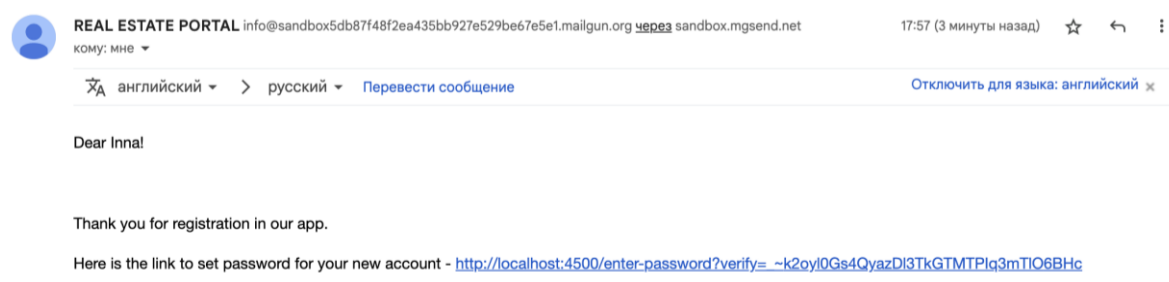 REAL ESTATE PORTAL info@sandbox5db87f48f2ea435bb927e529be67e5e1.mailgun.org через sandbox.mgsend.net 17:57 (3 минуты назад)
кому: мне
английский > русский Перевести сообщение Отключить для языка: английский ×
Dear Inna!
Thank you for registration in our app.
Here is the link to set password for your new account - http://localhost:4500/enter-password?verify=_~k2oyl0Gs4QyazDl3TkGTMTPlq3mTlO6BHc